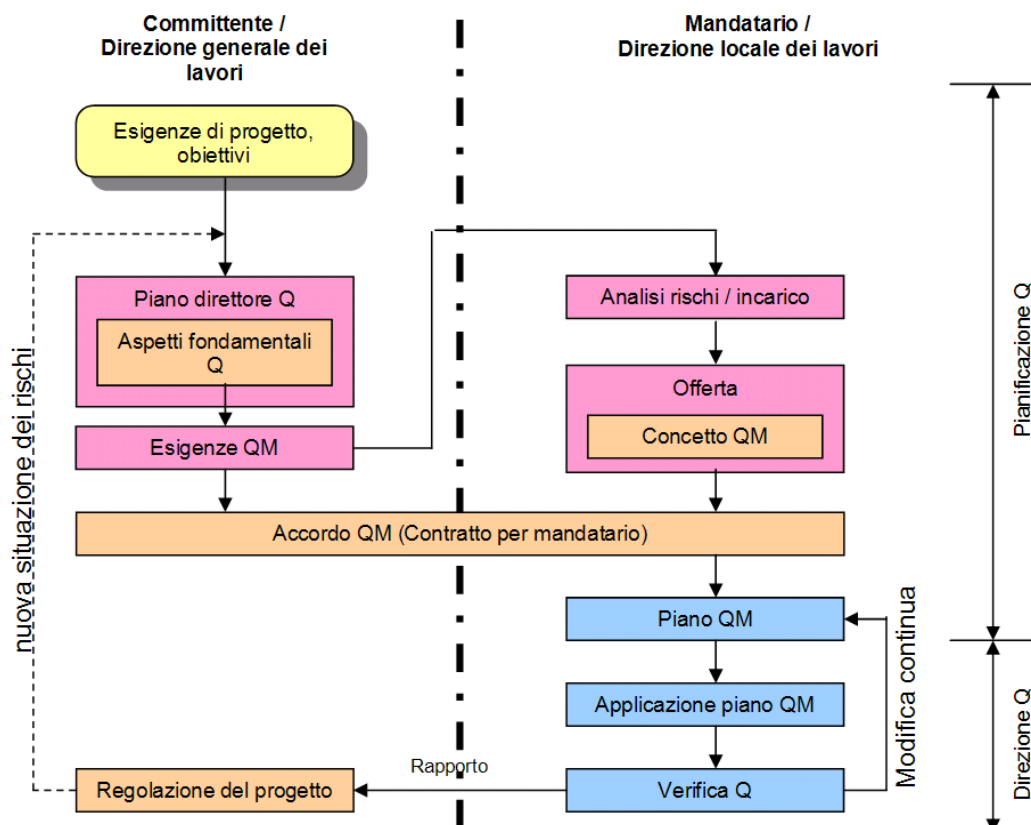 Committente /
Direzione generale dei
lavori
Mandatario /
Direzione locale dei lavori
Esigenze di progetto,
obiettivi
Piano direttore Q
Aspetti fondamentali
Q
Esigenze QM
Analisi rischi / incarico
Offerta
Concetto QM
Accordo QM (Contratto per mandatario)
Piano QM
Applicazione piano QM
Verifica Q
Rapporto
Regolazione del progetto
nuova situazione dei rischi
Modifica continua
Pianificazione Q
Direzione Q